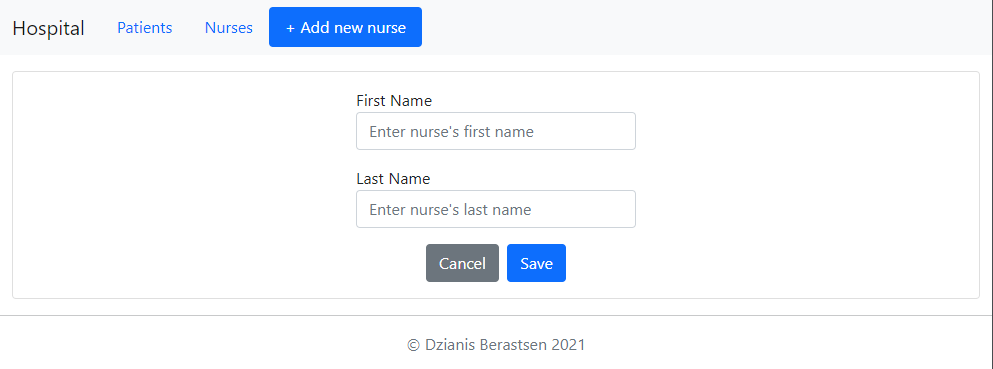 Hospital Patients Nurses + Add new nurse
First Name
Enter nurse's first name
Last Name
Enter nurse's last name
Cancel Save
© Dzianis Berastsen 2021